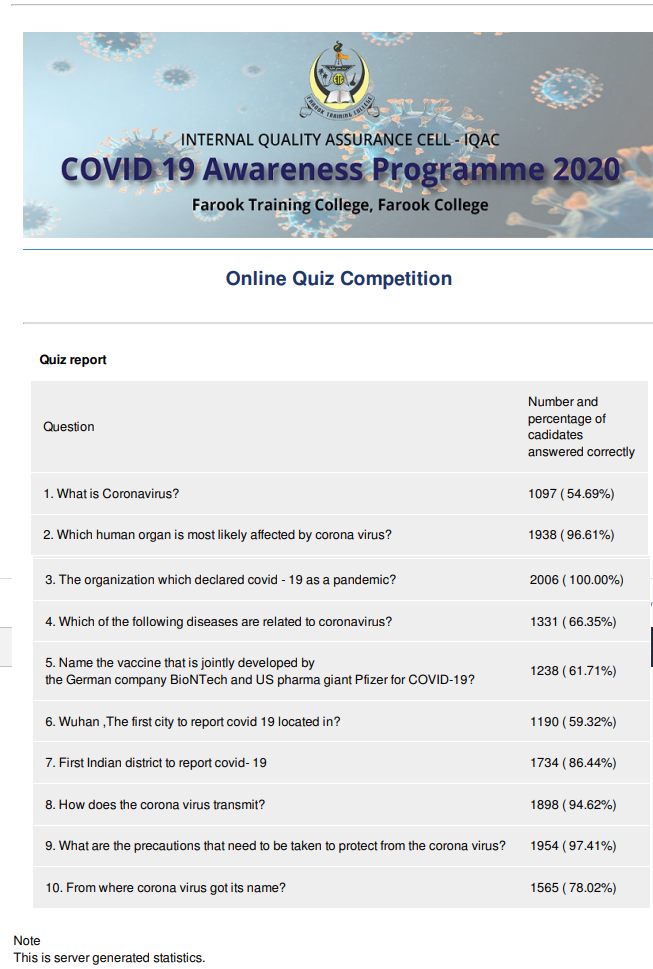 FAROOK TRAINING COLLEGE
INTERNAL QUALITY ASSURANCE CELL - IQAC
COVID 19 Awareness Programme 2020
Farook Training College, Farook College
Online Quiz Competition
Quiz report
Question
Number and
percentage of
cadidates
answered correctly
1. What is Coronavirus? 1097 ( 54.69%)
2. Which human organ is most likely affected by corona virus? 1938 ( 96.61%)
3. The organization which declared covid - 19 as a pandemic? 2006 ( 100.00%)
4. Which of the following diseases are related to coronavirus? 1331 ( 66.35%)
5. Name the vaccine that is jointly developed by
the German company BioNTech and US pharma giant Pfizer for COVID-19? 1238 ( 61.71%)
6. Wuhan ,The first city to report covid 19 located in? 1190 ( 59.32%)
7. First Indian district to report covid- 19 1734 ( 86.44%)
8. How does the corona virus transmit? 1898 ( 94.62%)
9. What are the precautions that need to be taken to protect from the corona virus? 1954 ( 97.41%)
10. From where corona virus got its name? 1565 ( 78.02%)
Note
This is server generated statistics.